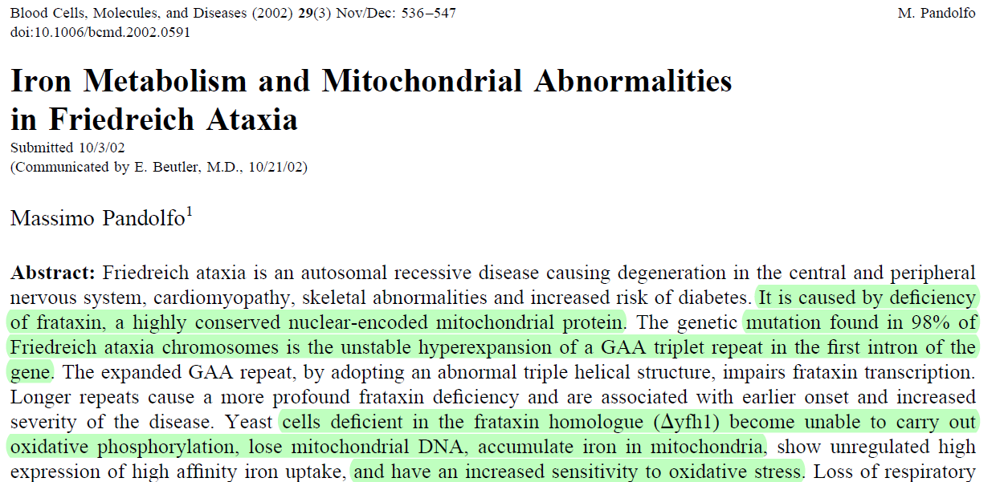 Blood Cells, Molecules, and Diseases (2002) 29(3) Nov/Dec: 536–547
M. Pandolfo
doi:10.1006/bcmd.2002.0591
Iron Metabolism and Mitochondrial Abnormalities
in Friedreich Ataxia
Submitted 10/3/02
(Communicated by E. Beutler, M.D., 10/21/02)
Massimo Pandolfo1
Abstract: Friedreich ataxia is an autosomal recessive disease causing degeneration in the central and peripheral
nervous system, cardiomyopathy, skeletal abnormalities and increased risk of diabetes. It is caused by deficiency
of frataxin, a highly conserved nuclear-encoded mitochondrial protein. The genetic mutation found in 98% of
Friedreich ataxia chromosomes is the unstable hyperexpansion of a GAA triplet repeat in the first intron of the
gene. The expanded GAA repeat, by adopting an abnormal triple helical structure, impairs frataxin transcription.
Longer repeats cause a more profound frataxin deficiency and are associated with earlier onset and increased
severity of the disease. Yeast cells deficient in the frataxin homologue (Δyfh1) become unable to carry out
oxidative phosphorylation, lose mitochondrial DNA, accumulate iron in mitochondria, show unregulated high
expression of high affinity iron uptake, and have an increased sensitivity to oxidative stress. Loss of respiratory